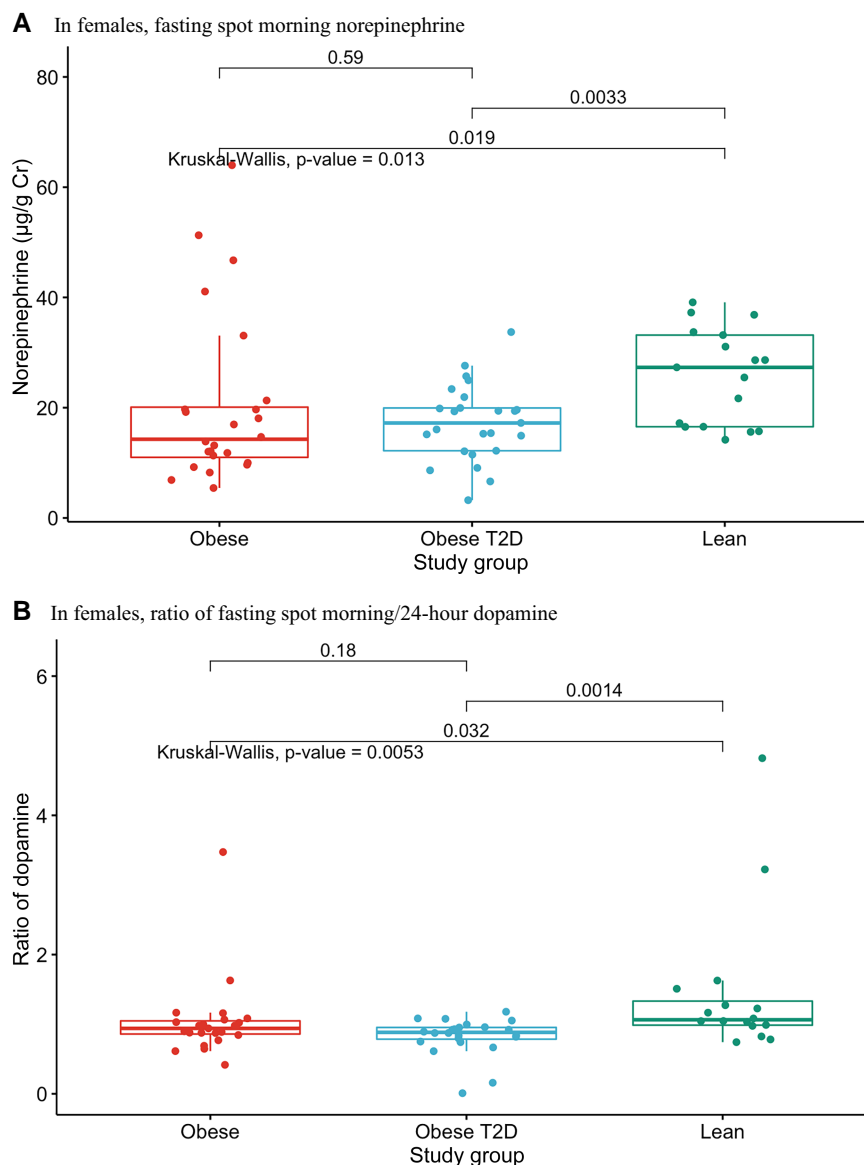 A In females, fasting spot morning norepinephrine
80
60
40
20
0
Norepinephrine (µg/g Cr)
0.59
0.0033
0.019
Kruskal-Wallis, p-value = 0.013
Obese
Obese T2D
Lean
Study group
B In females, ratio of fasting spot morning/24-hour dopamine
6
4
2
0
Ratio of dopamine
0.18
0.0014
0.032
Kruskal-Wallis, p-value = 0.0053
Obese
Obese T2D
Lean
Study group